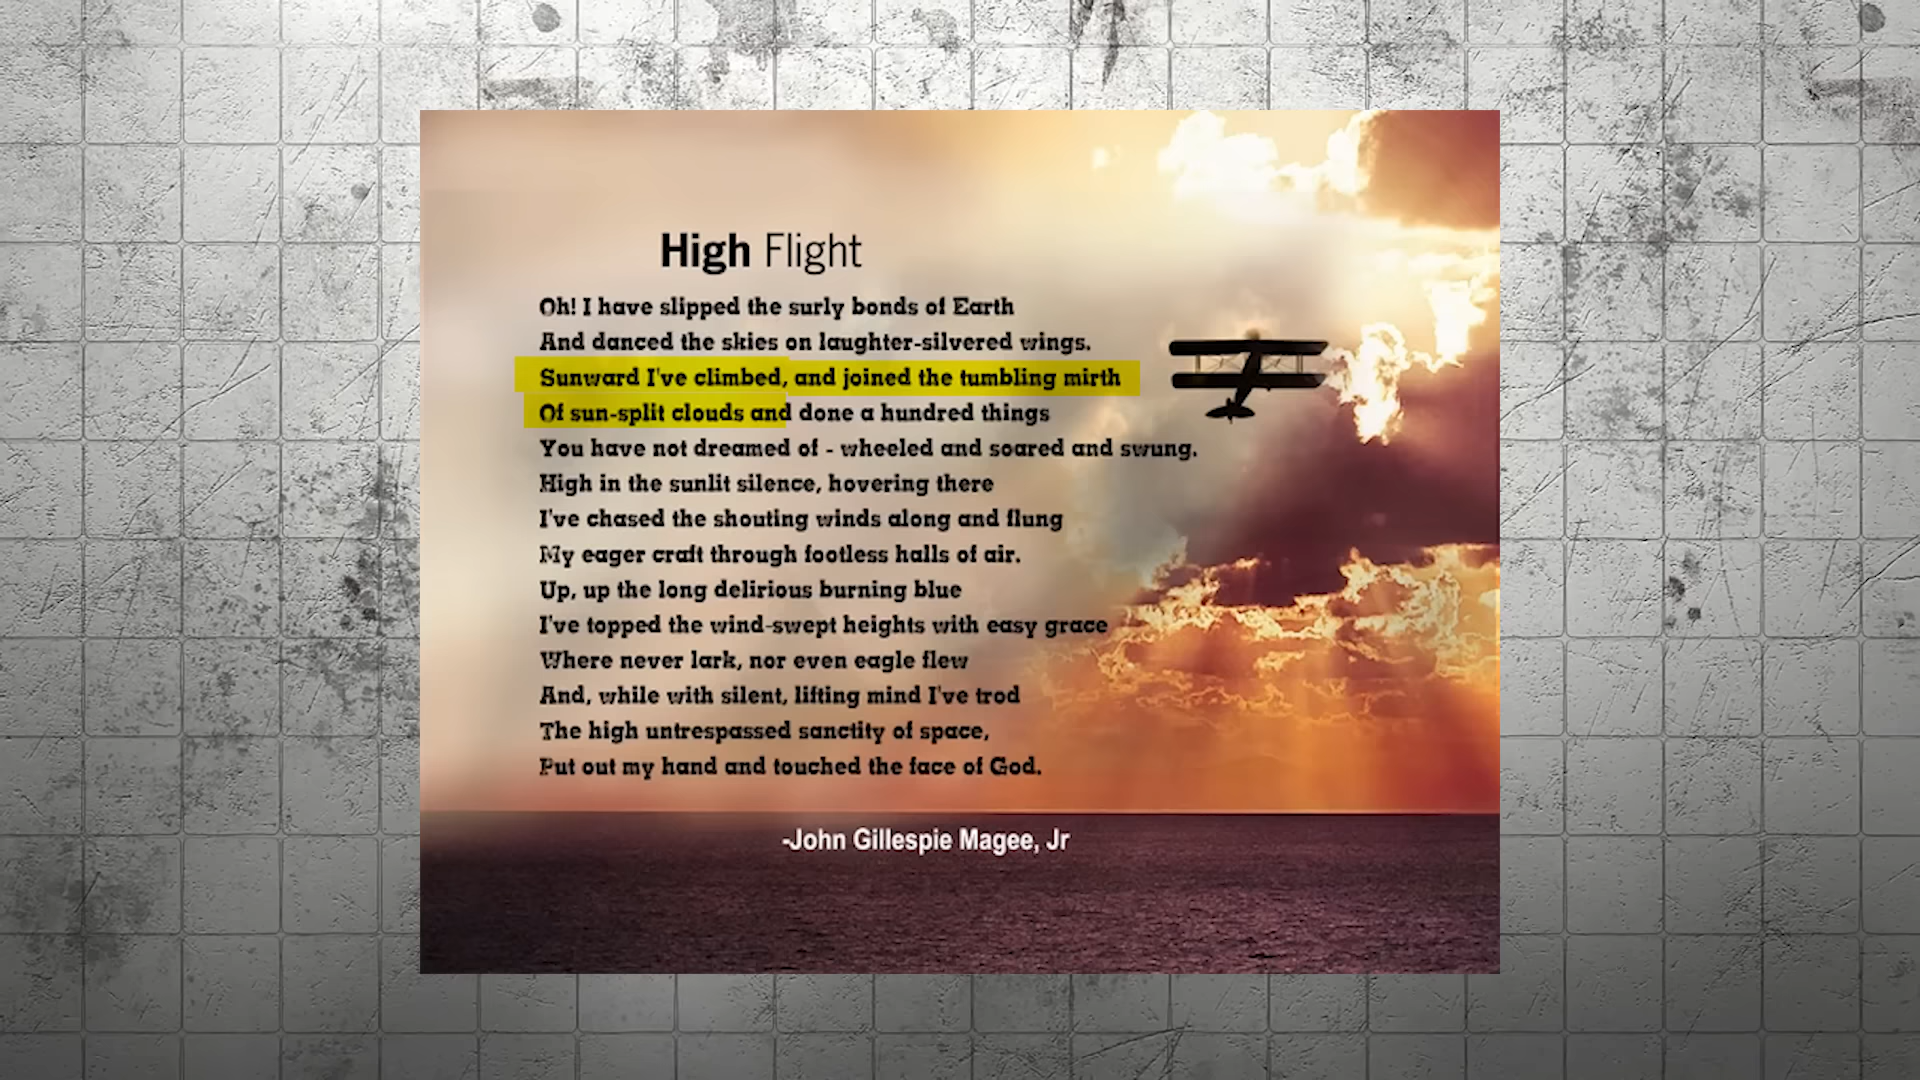 High Flight
Oh! I have slipped the surly bonds of Earth
And danced the skies on laughter-silvered wings.
Sunward I've climbed, and joined the tumbling mirth
Of sun-split clouds and done a hundred things
You have not dreamed of - wheeled and soared and swung.
High in the sunlit silence, hovering there
I've chased the shouting winds along and flung
My eager craft through footless halls of air.
Up, up the long delirious burning blue
I've topped the wind-swept heights with easy grace
Where never lark, nor even eagle flew
And, while with silent, lifting mind I've trod
The high untrespassed sanctity of space,
Put out my hand and touched the face of God.
-John Gillespie Magee, Jr